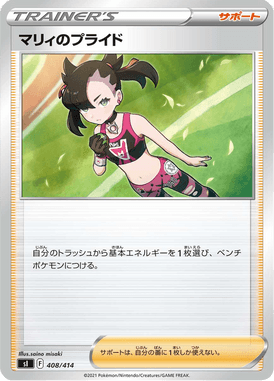 TRAINER'S サポート
マリィのプライド
自分のトラッシュから基本エネルギーを1枚選び、ベンチ
ポケモンにつける。
Illus.saino misaki
sI F 408/414
サポートは、自分の番に1枚しか使えない。
©2021 Pokémon/Nintendo/Creatures/GAME FREAK.